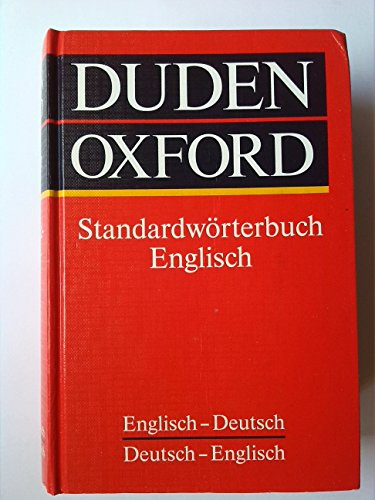 DUDEN
OXFORD
Standardwörterbuch
Englisch
Englisch – Deutsch
Deutsch – Englisch